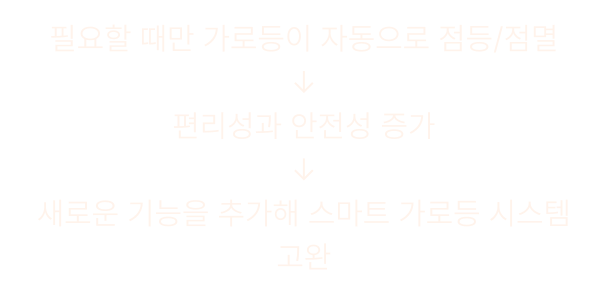 필요할 때만 가로등이 자동으로 점등/점멸
↓
편리성과 안전성 증가
↓
새로운 기능을 추가해 스마트 가로등 시스템
고완